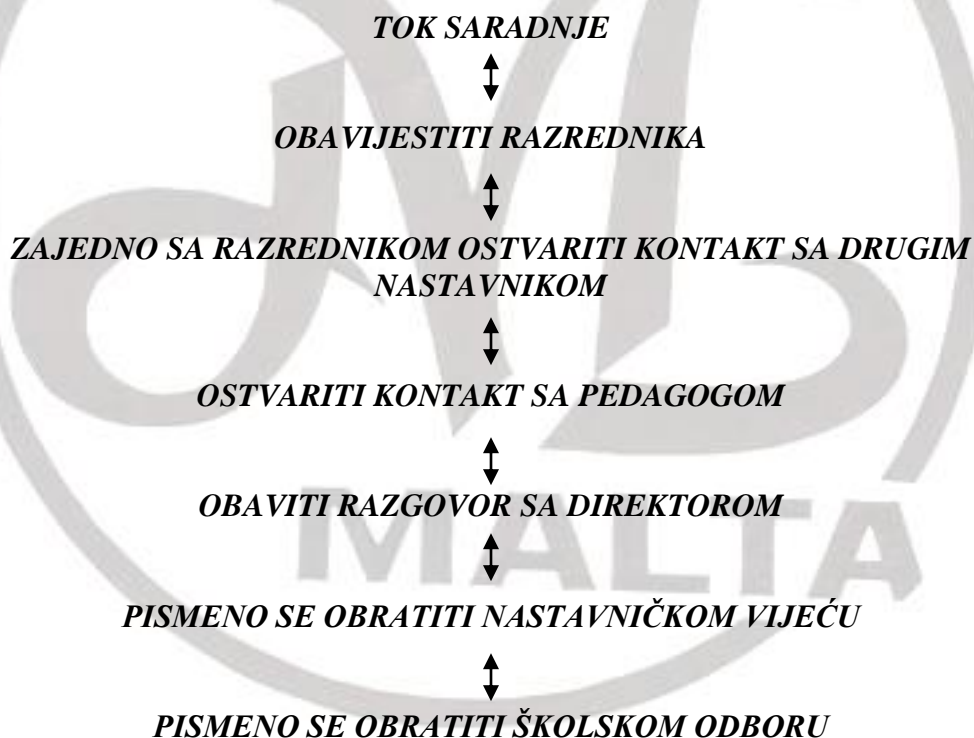 TOK SARADNJE
OBAVIJESTITI RAZREDNIKA
ZAJEDNO SA RAZREDNIKOM OSTVARITI KONTAKT SA DRUGIM
NASTAVNIKOM
OSTVARITI KONTAKT SA PEDAGOGOM
OBAVITI RAZGOVOR SA DIREKTOROM
MALTA
PISMENO SE OBRATITI NASTAVNIČKOM VIJEĆU
PISMENO SE OBRATITI ŠKOLSKOM ODBORU